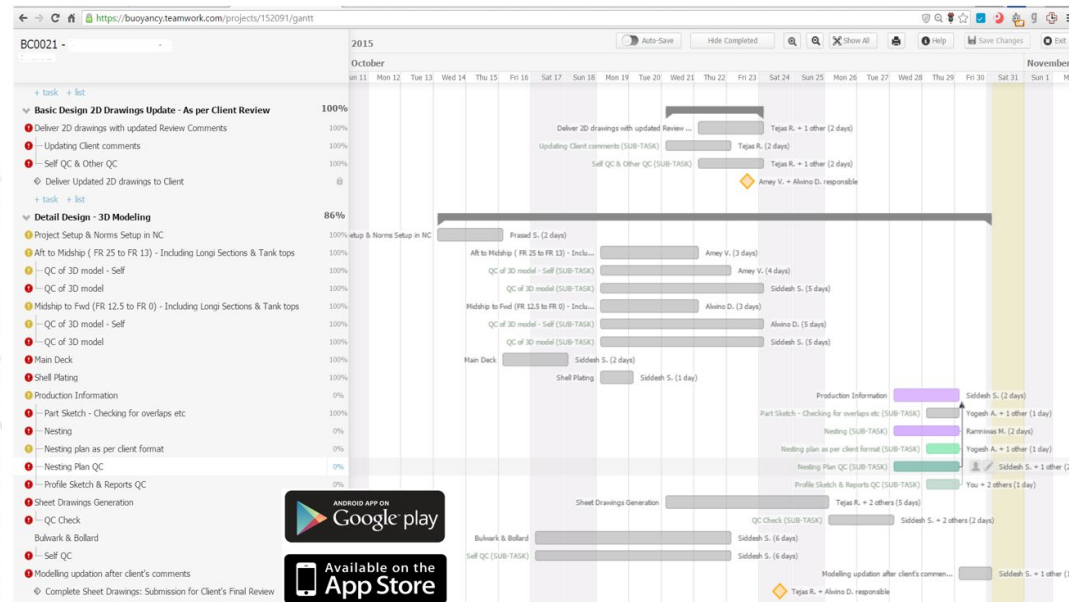 https://buoyancy.teamwork.com/projects/152091/gantt
BC0021 -
2015
Auto-Save Hide Completed Show All Help Save Changes Exit
October November
Mon 12 Tue 13 Wed 14 Thu 15 Fri 16 Sat 17 Sun 18 Mon 19 Tue 20 Wed 21 Thu 22 Fri 23 Sat 24 Sun 25 Mon 26 Tue 27 Wed 28 Thu 29 Fri 30 Sat 31 Sun 1
+ task + list
Basic Design 2D Drawings Update - As per Client Review 100%
Deliver 2D drawings with updated Review Comments 100% Deliver 2D drawings with updated Review ... Tejas R. + 1 other (2 days)
Updating Client comments 100% Updating Client comments (SUB-TASK) Tejas R. (2 days)
Self QC & Other QC 100% Self QC & Other QC (SUB-TASK) Tejas R. + 1 other (2 days)
Deliver Updated 2D drawings to Client Amey V. + Alwino D. responsible
+ task + list
Detail Design - 3D Modeling 86%
Project Setup & Norms Setup in NC 100% etup & Norms Setup in NC Prasad S. (2 days)
Aft to Midship ( FR 25 to FR 13) - Including Longi Sections & Tank tops 100% Aft to Midship ( FR 25 to FR 13) - Inclu... Amey V. (3 days)
QC of 3D model - Self 100% QC of 3D model - Self (SUB-TASK) Amey V. (4 days)
QC of 3D model 100% QC of 3D model (SUB-TASK) Siddesh S. (5 days)
Midship to Fwd (FR 12.5 to FR 0) - Including Longi Sections & Tank tops 100% Midship to Fwd (FR 12.5 to FR 0) - Inclu... Alwino D. (3 days)
QC of 3D model - Self 100% QC of 3D model - Self (SUB-TASK) Alwino D. (5 days)
QC of 3D model 100% QC of 3D model (SUB-TASK) Siddesh S. (5 days)
Main Deck 100% Main Deck Siddesh S. (2 days)
Shell Plating 100% Shell Plating Siddesh S. (1 day)
Production Information 0% Production Information Siddesh S. (2 days)
Part Sketch - Checking for overlaps etc 100% Part Sketch - Checking for overlaps etc (SUB-TASK) Yogesh A. + 1 other (1 day)
Nesting 0% Nesting (SUB-TASK) Ramniwas M. (2 days)
Nesting plan as per client format 0% Nesting plan as per client format (SUB-TASK) Yogesh A. + 1 other (1 day)
Nesting Plan QC 0% Nesting Plan QC (SUB-TASK) Siddesh S. + 1 other (2
Profile Sketch & Reports QC 0% Profile Sketch & Reports QC (SUB-TASK) You + 2 others (1 day)
Sheet Drawings Generation Sheet Drawings Generation Tejas R. + 2 others (5 days)
QC Check QC Check (SUB-TASK) Siddesh S. + 2 others (2 days)
Bulwark & Bollard Bulwark & Bollard Siddesh S. (6 days)
Self QC Self QC (SUB-TASK) Siddesh S. (6 days)
Modelling updation after client's comments Modelling updation after client's commen... Siddesh S. + 1 other (1
Complete Sheet Drawings: Submission for Client's Final Review Tejas R. + Alwino D. responsible
ANDROID APP ON
Google play
Available on the
App Store